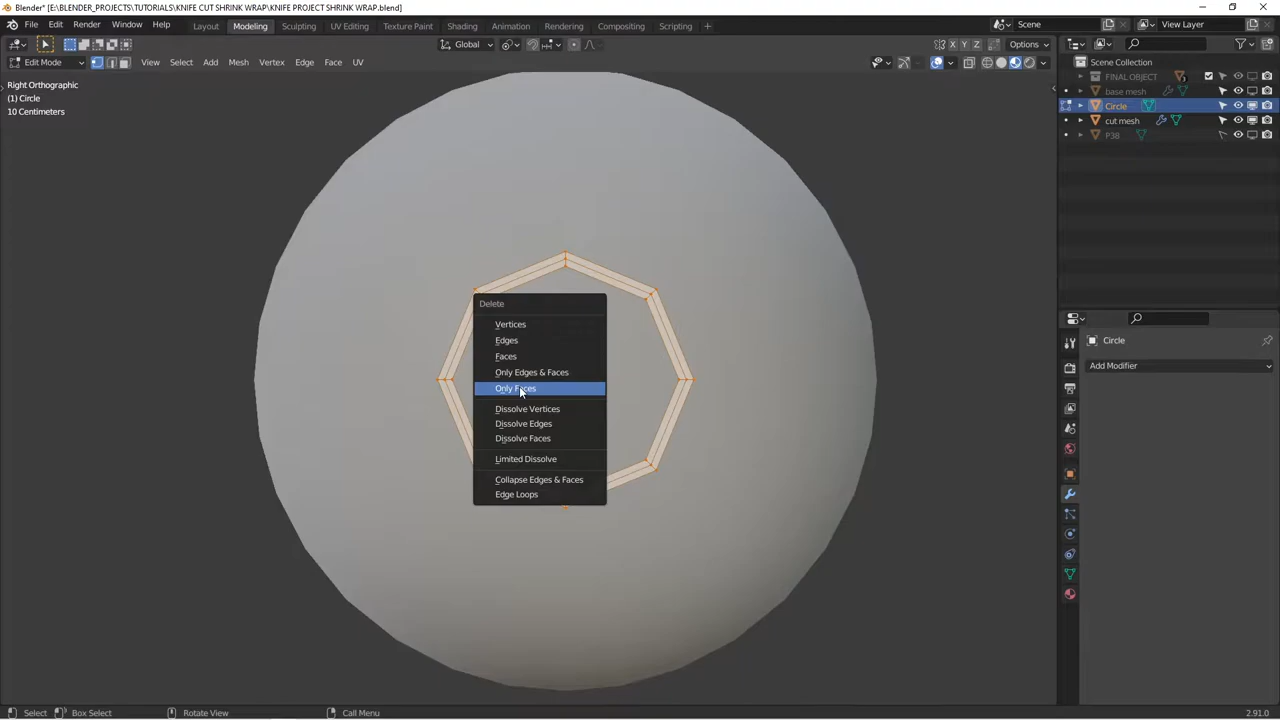 Blender* [E:\BLENDER_PROJECTS\TUTORIALS\KNIFE CUT SHRINK WRAP\KNIFE PROJECT SHRINK WRAP.blend]
File Edit Render Window Help Layout Modeling Sculpting UV Editing Texture Paint Shading Animation Rendering Compositing Scripting + Scene View Layer
Global X Y Z Options
Edit Mode View Select Add Mesh Vertex Edge Face UV
Scene Collection
FINAL OBJECT
base mesh
Circle
cut mesh
P38
Right Orthographic
(1) Circle
10 Centimeters
Delete
Vertices
Edges
Faces
Only Edges & Faces
Only Faces
Dissolve Vertices
Dissolve Edges
Dissolve Faces
Limited Dissolve
Collapse Edges & Faces
Edge Loops
Circle
Add Modifier
Select Box Select Rotate View Call Menu 2.91.0